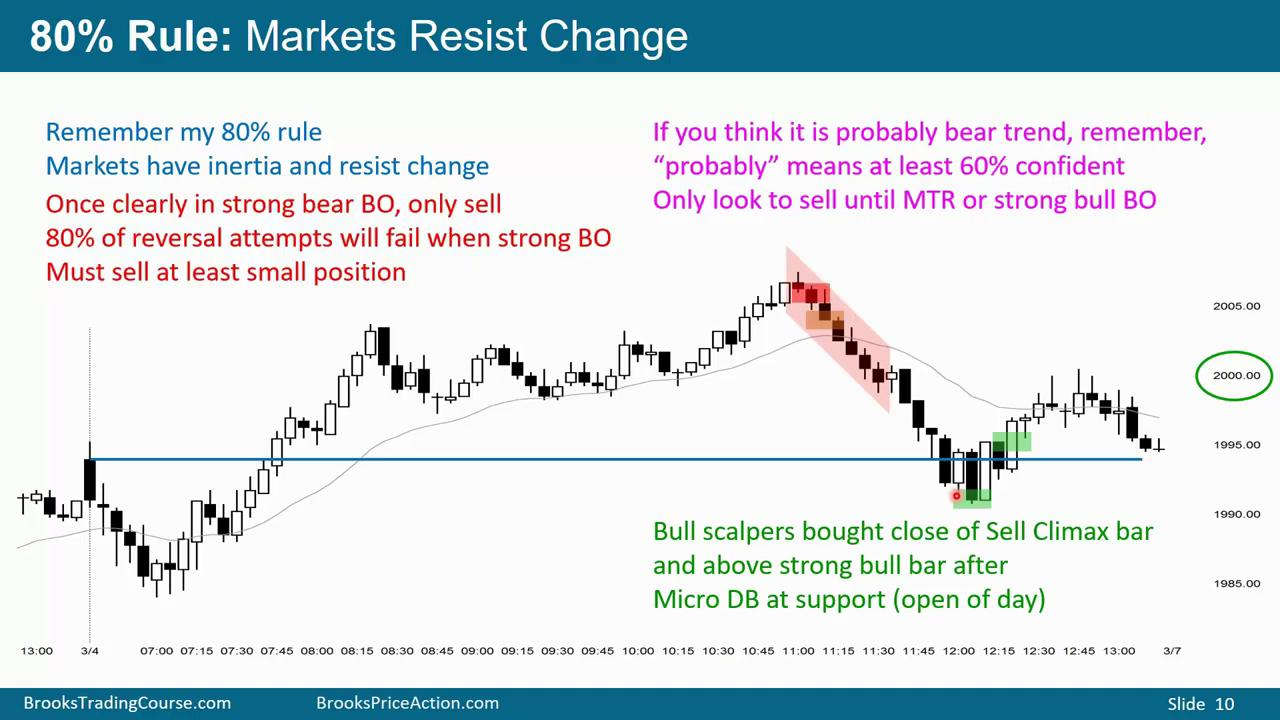 80% Rule: Markets Resist Change
Remember my 80% rule
Markets have inertia and resist change
Once clearly in strong bear BO, only sell
80% of reversal attempts will fail when strong BO
Must sell at least small position
If you think it is probably bear trend, remember,
“probably” means at least 60% confident
Only look to sell until MTR or strong bull BO
2005.00
2000.00
1995.00
1990.00
1985.00
Bull scalpers bought close of Sell Climax bar
and above strong bull bar after
Micro DB at support (open of day)
13:00 3/4 07:00 07:15 07:30 07:45 08:00 08:15 08:30 08:45 09:00 09:15 09:30 09:45 10:00 10:15 10:30 10:45 11:00 11:15 11:30 11:45 12:00 12:15 12:30 12:45 13:00 3/7
BrooksTradingCourse.com BrooksPriceAction.com Slide 10